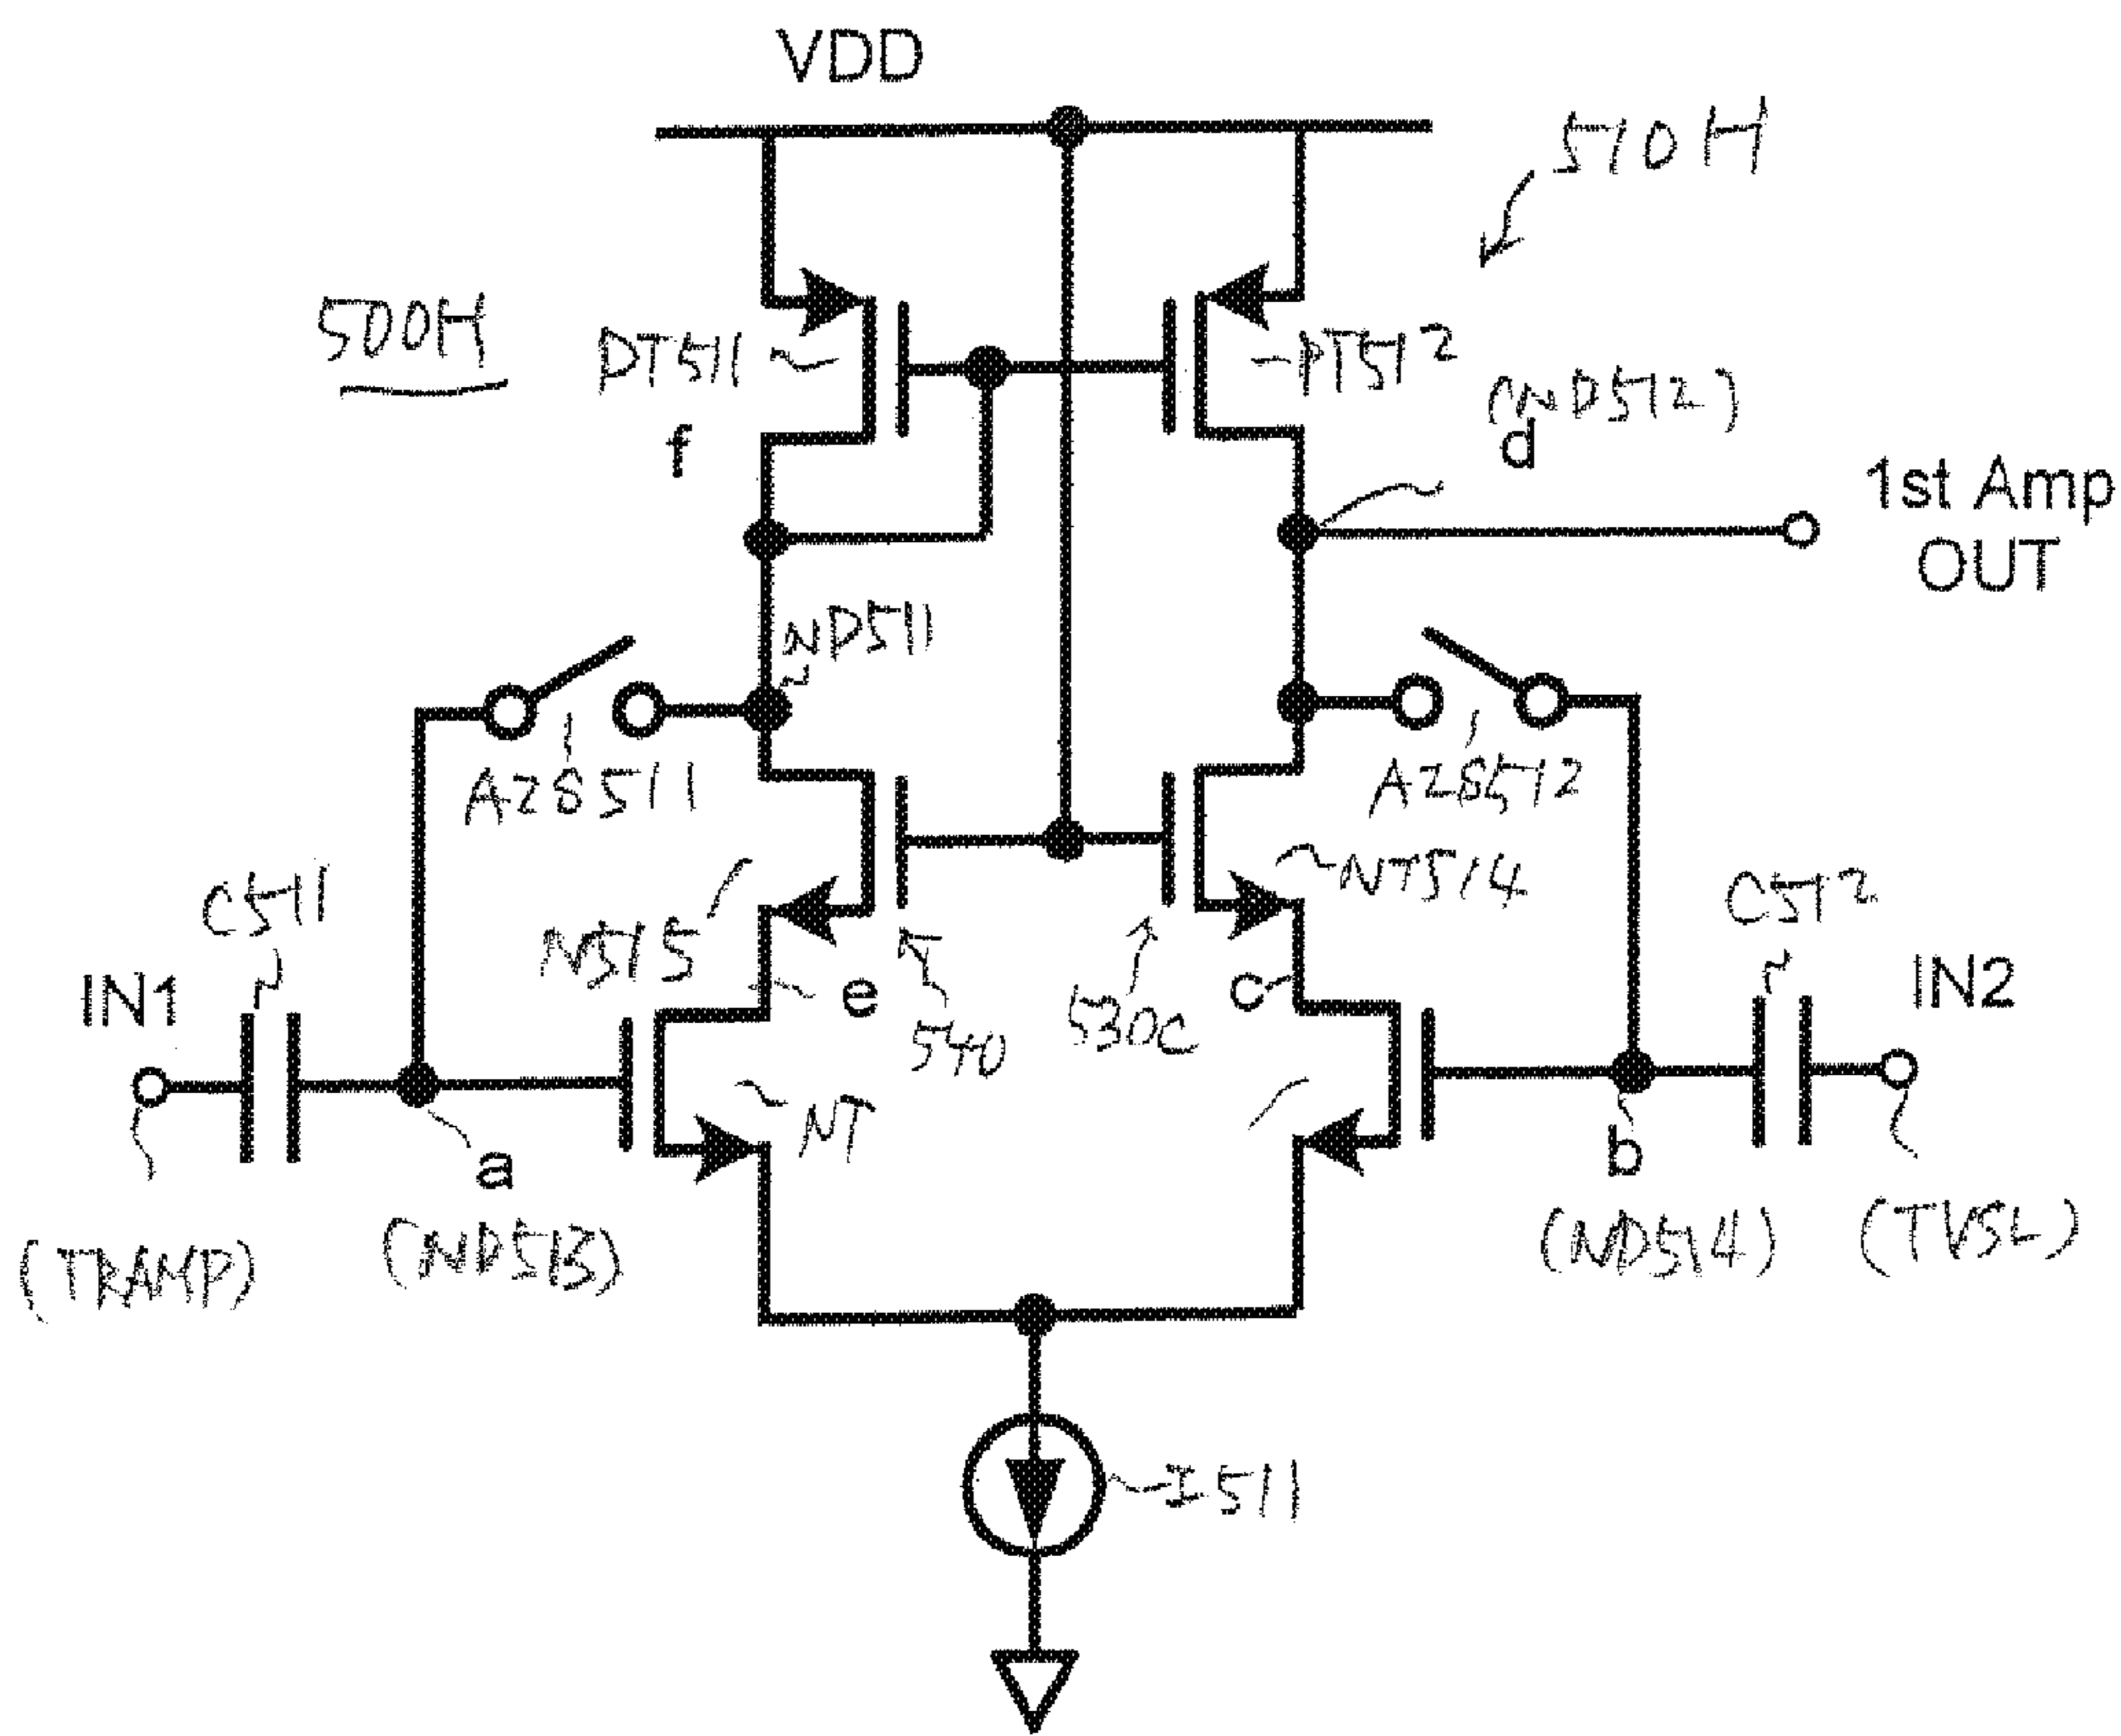 VDD
510H
500H
PT511
PT512
(ND512)
f
d
1st Amp
OUT
ND511
AZS511
AZS512
C511
N515
NT514
C512
IN1
e
540
530C
c
IN2
NT
a
b
(TRAMP)
(ND513)
(ND514)
(TVSL)
I511